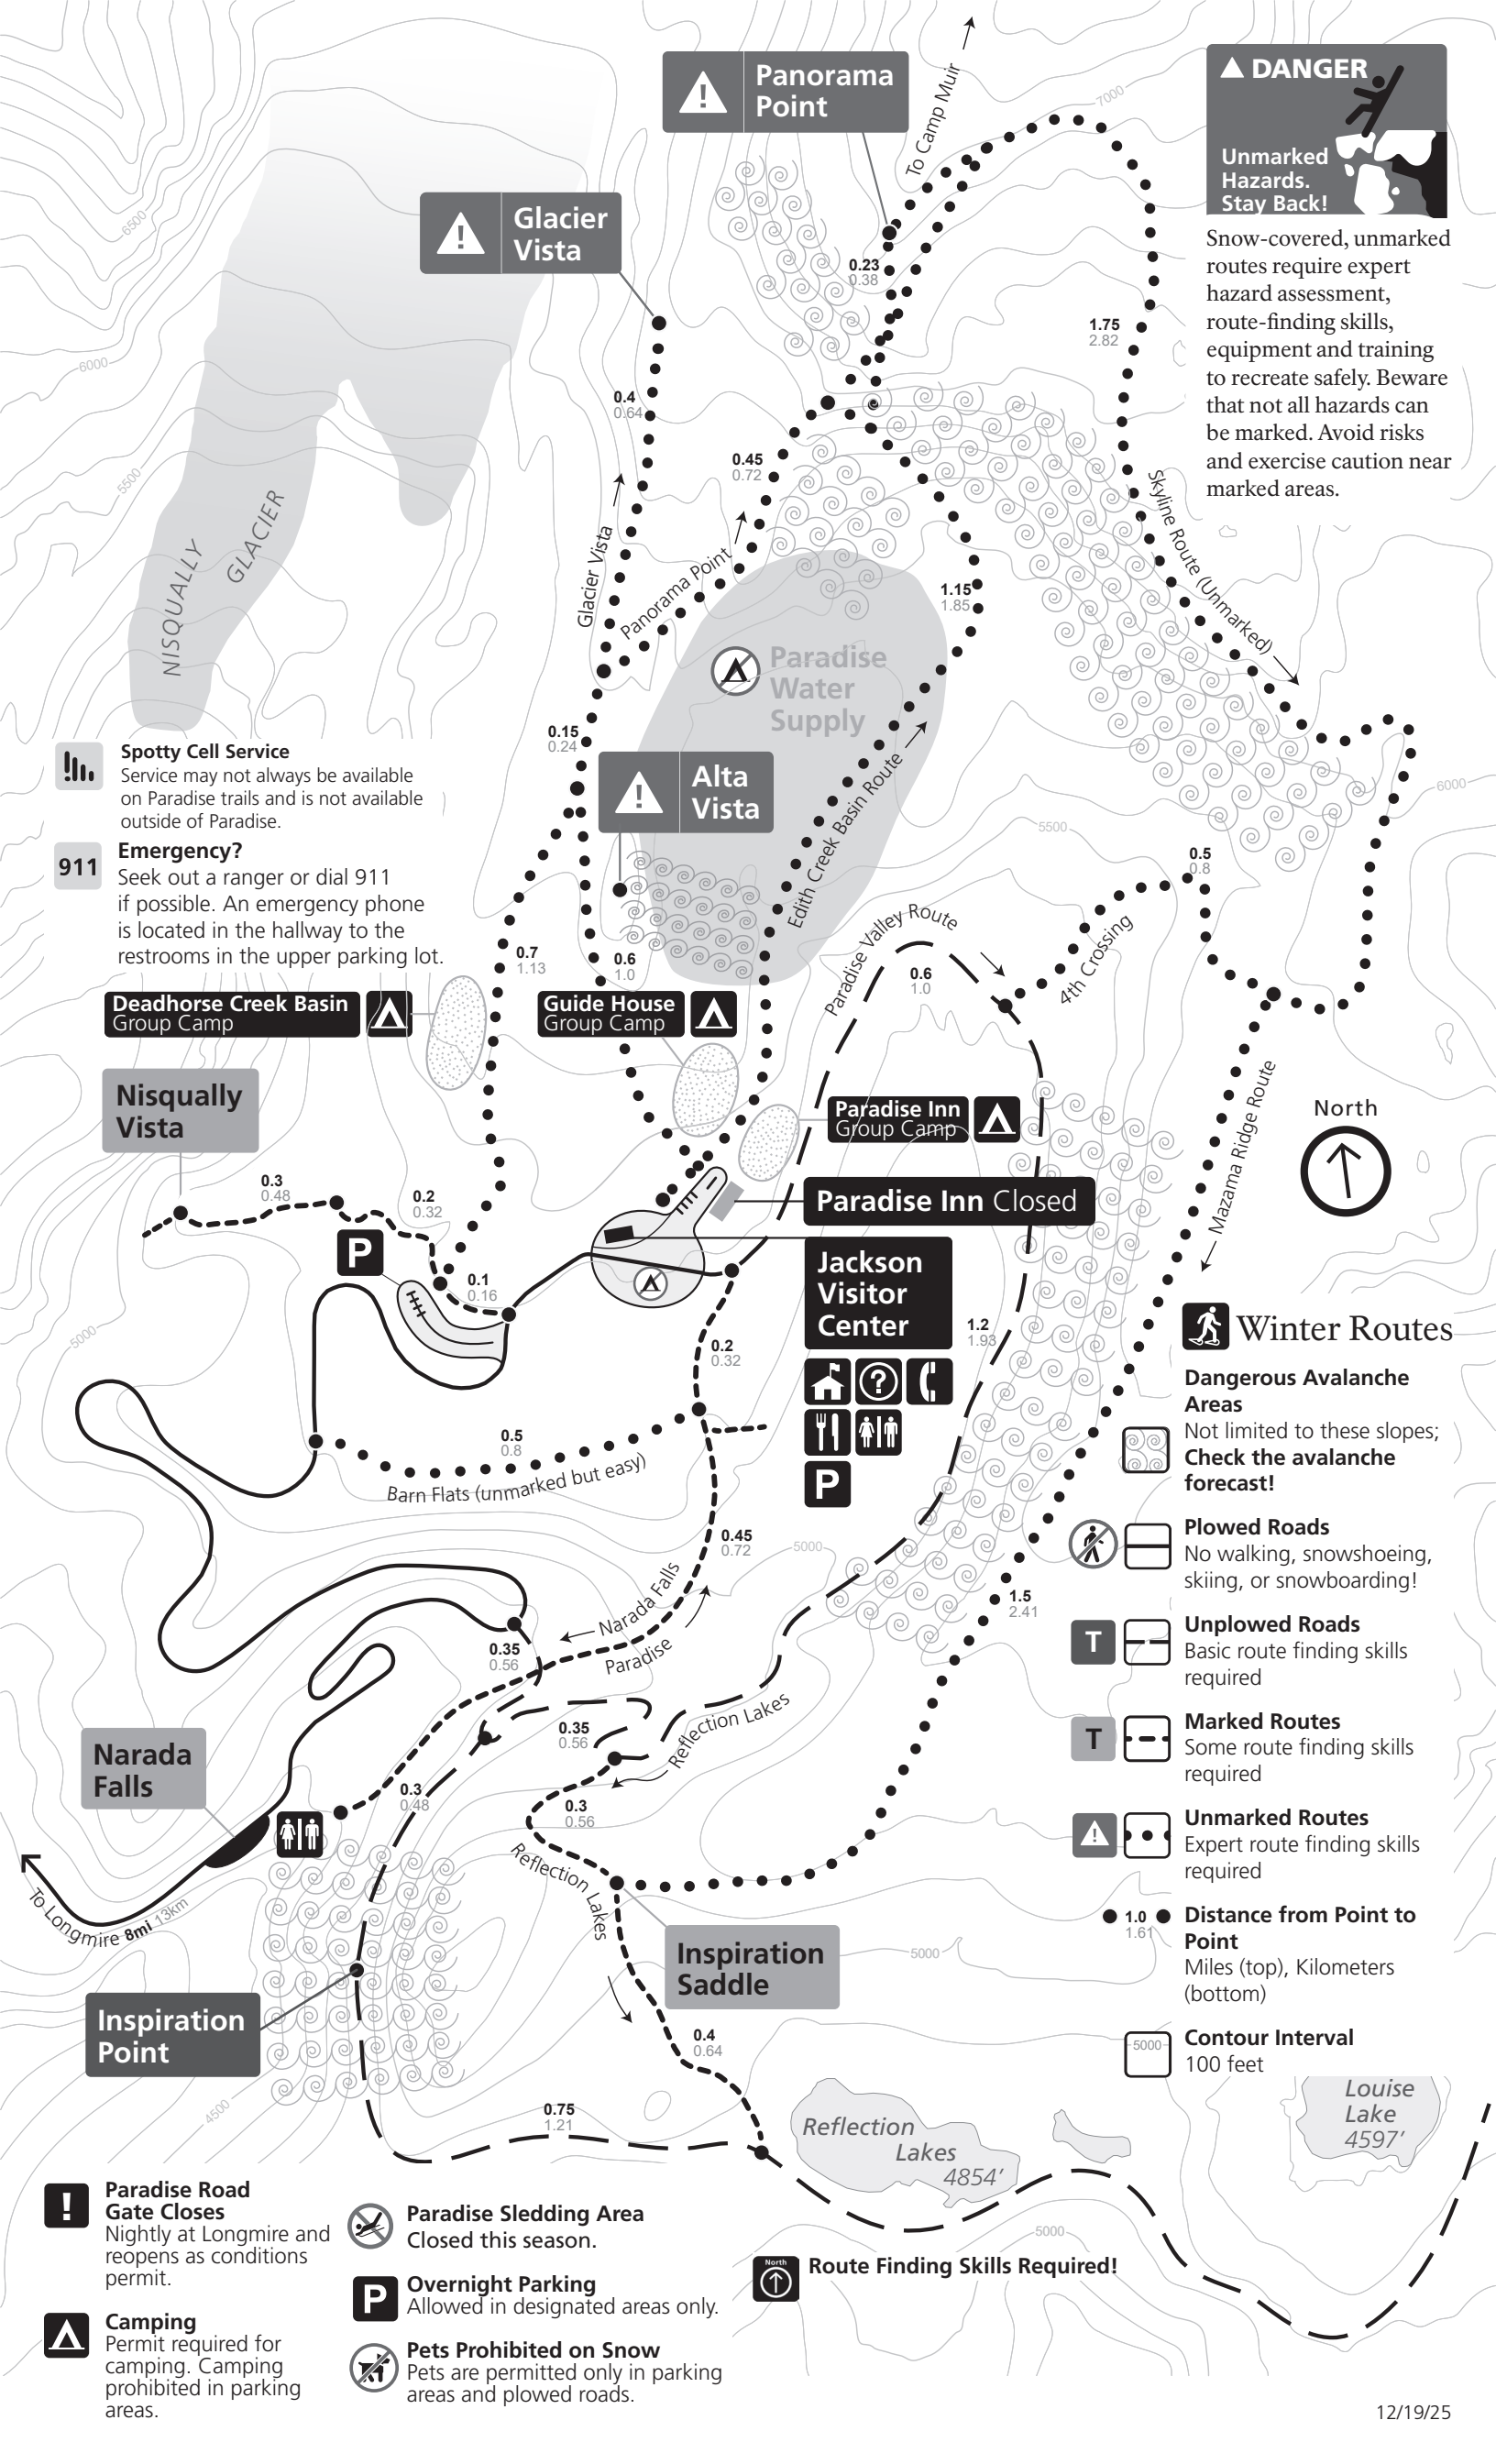 Panorama
Point
To Camp Muir
7000
DANGER
Unmarked
Hazards.
Stay Back!
Snow-covered, unmarked
routes require expert
hazard assessment,
route-finding skills,
equipment and training
to recreate safely. Beware
that not all hazards can
be marked. Avoid risks
and exercise caution near
marked areas.
Glacier
Vista
6500
6000
5500
NISQUALLY
GLACIER
0.23
0.38
1.75
2.82
0.4
0.64
0.45
0.72
Glacier Vista
Panorama Point
1.15
1.85
Skyline Route (Unmarked)
Paradise
Water
Supply
0.15
0.24
Alta
Vista
Edith Creek Basin Route
Spotty Cell Service
Service may not always be available
on Paradise trails and is not available
outside of Paradise.
911
Emergency?
Seek out a ranger or dial 911
if possible. An emergency phone
is located in the hallway to the
restrooms in the upper parking lot.
6000
5500
0.5
0.8
Paradise Valley Route
0.6
1.0
4th Crossing
0.7
1.13
0.6
1.0
Deadhorse Creek Basin
Group Camp
Guide House
Group Camp
Nisqually
Vista
Paradise Inn
Group Camp
Mazama Ridge Route
North
0.3
0.48
0.2
0.32
P
Paradise Inn Closed
0.1
0.16
Jackson
Visitor
Center
?
P
5000
0.2
0.32
1.2
1.93
0.5
0.8
Barn Flats (unmarked but easy)
0.45
0.72
5000
Narada Falls
Paradise
0.35
0.56
1.5
2.41
0.35
0.56
Reflection Lakes
Narada
Falls
0.3
0.48
0.3
0.56
Reflection Lakes
To Longmire 8mi 13km
Inspiration
Saddle
5000
Inspiration
Point
4500
0.4
0.64
0.75
1.21
Reflection
Lakes
4854’
Louise
Lake
4597’
5000
Winter Routes
Dangerous Avalanche
Areas
Not limited to these slopes;
Check the avalanche
forecast!
Plowed Roads
No walking, snowshoeing,
skiing, or snowboarding!
T
Unplowed Roads
Basic route finding skills
required
T
Marked Routes
Some route finding skills
required
Unmarked Routes
Expert route finding skills
required
1.0
1.61
Distance from Point to
Point
Miles (top), Kilometers
(bottom)
5000
Contour Interval
100 feet
Paradise Road
Gate Closes
Nightly at Longmire and
reopens as conditions
permit.
Camping
Permit required for
camping. Camping
prohibited in parking
areas.
Paradise Sledding Area
Closed this season.
P
Overnight Parking
Allowed in designated areas only.
Pets Prohibited on Snow
Pets are permitted only in parking
areas and plowed roads.
North
Route Finding Skills Required!
12/19/25